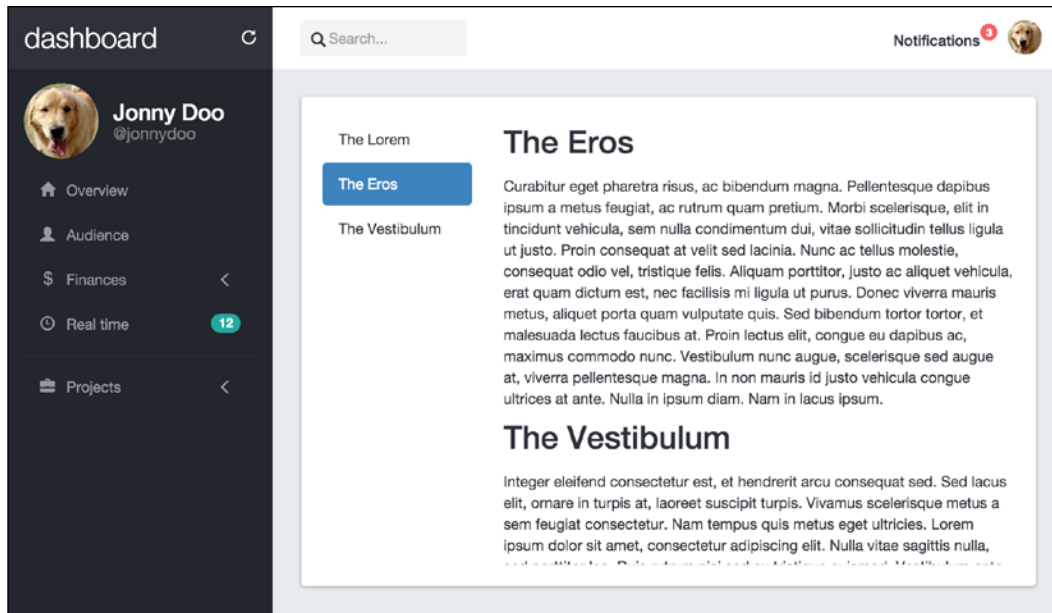 dashboard
Search...
Notifications 3
Jonny Doo
@jonnydoo
Overview
Audience
$ Finances
Real time 12
Projects
The Lorem
The Eros
The Vestibulum
The Eros
Curabitur eget pharetra risus, ac bibendum magna. Pellentesque dapibus
ipsum a metus feugiat, ac rutrum quam pretium. Morbi scelerisque, elit in
tincidunt vehicula, sem nulla condimentum dui, vitae sollicitudin tellus ligula
ut justo. Proin consequat at velit sed lacinia. Nunc ac tellus molestie,
consequat odio vel, tristique felis. Aliquam porttitor, justo ac aliquet vehicula,
erat quam dictum est, nec facilisis mi ligula ut purus. Donec viverra mauris
metus, aliquet porta quam vulputate quis. Sed bibendum tortor tortor, et
malesuada lectus faucibus at. Proin lectus elit, congue eu dapibus ac,
maximus commodo nunc. Vestibulum nunc augue, scelerisque sed augue
at, viverra pellentesque magna. In non mauris id justo vehicula congue
ultrices at ante. Nulla in ipsum diam. Nam in lacus ipsum.
The Vestibulum
Integer eleifend consectetur est, et hendrerit arcu consequat sed. Sed lacus
elit, ornare in turpis at, laoreet suscipit turpis. Vivamus scelerisque metus a
sem feugiat consectetur. Nam tempus quis metus eget ultricies. Lorem
ipsum dolor sit amet, consectetur adipiscing elit. Nulla vitae sagittis nulla,